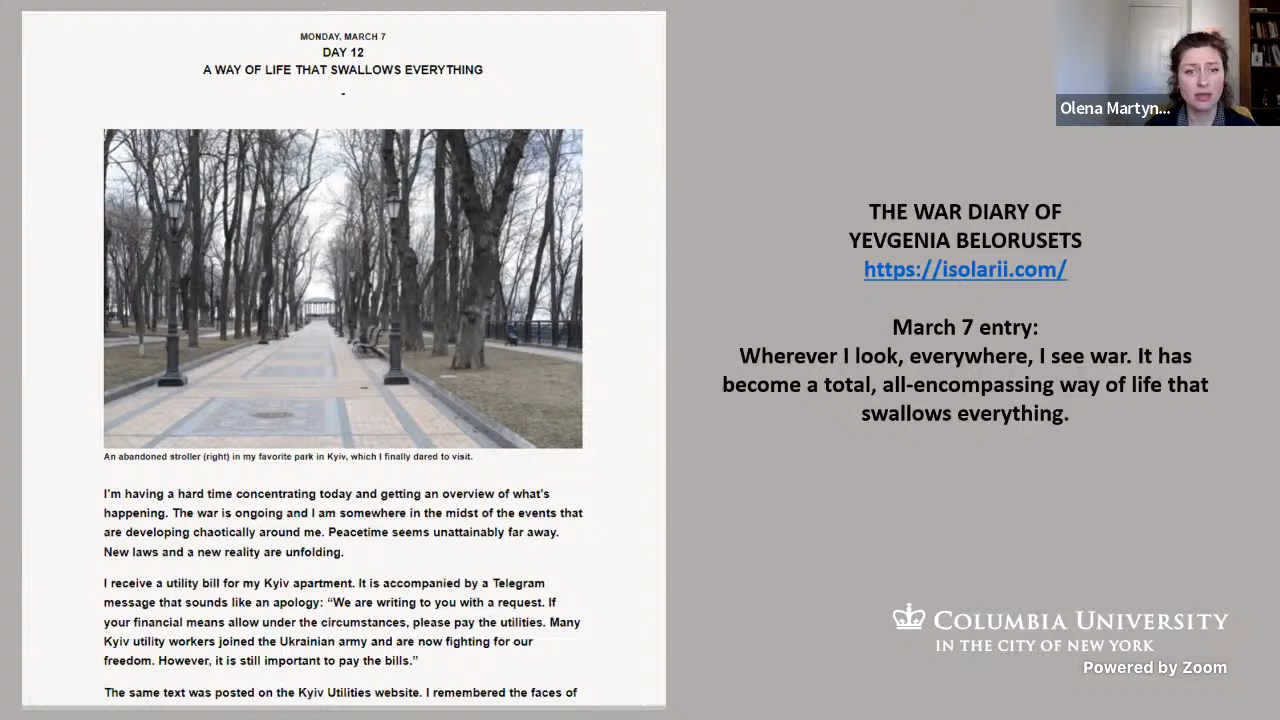 MONDAY, MARCH 7
DAY 12
A WAY OF LIFE THAT SWALLOWS EVERYTHING
-
An abandoned stroller (right) in my favorite park in Kyiv, which I finally dared to visit.
I'm having a hard time concentrating today and getting an overview of what's
happening. The war is ongoing and I am somewhere in the midst of the events that
are developing chaotically around me. Peacetime seems unattainably far away.
New laws and a new reality are unfolding.
I receive a utility bill for my Kyiv apartment. It is accompanied by a Telegram
message that sounds like an apology: “We are writing to you with a request. If
your financial means allow under the circumstances, please pay the utilities. Many
Kyiv utility workers joined the Ukrainian army and are now fighting for our
freedom. However, it is still important to pay the bills.”
The same text was posted on the Kyiv Utilities website. I remembered the faces of
Olena Martyn...
THE WAR DIARY OF
YEVGENIA BELORUSETS
https://isolarii.com/
March 7 entry:
Wherever I look, everywhere, I see war. It has
become a total, all-encompassing way of life that
swallows everything.
COLUMBIA UNIVERSITY
IN THE CITY OF NEW YORK
Powered by Zoom